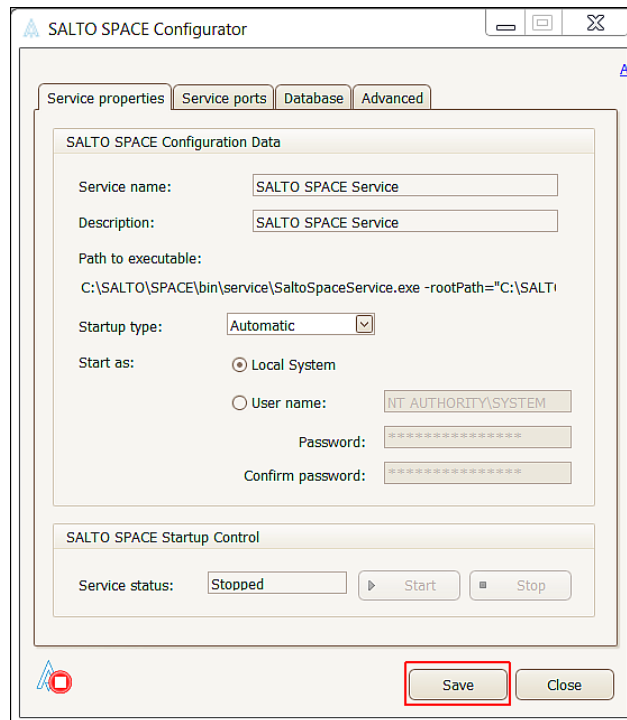 SALTO SPACE Configurator
A
Service properties Service ports Database Advanced
SALTO SPACE Configuration Data
Service name: SALTO SPACE Service
Description: SALTO SPACE Service
Path to executable:
C:\SALTO\SPACE\bin\service\SaltoSpaceService.exe -rootPath="C:\SALT
Startup type: Automatic
Start as: Local System
User name: NT AUTHORITY\SYSTEM
Password: ***************
Confirm password: ***************
SALTO SPACE Startup Control
Service status: Stopped Start Stop
Save Close